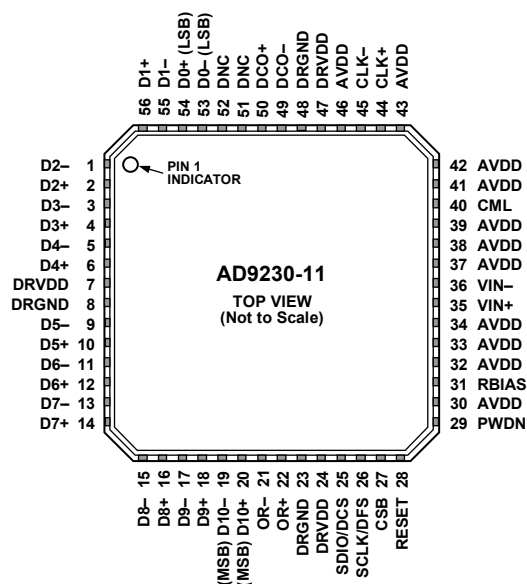 56 D1+
55 D1–
54 D0+ (LSB)
53 D0– (LSB)
52 DNC
51 DNC
50 DCO+
49 DCO–
48 DRGND
47 DRVDD
46 AVDD
45 CLK–
44 CLK+
43 AVDD
D2– 1
D2+ 2
D3– 3
D3+ 4
D4– 5
D4+ 6
DRVDD 7
DRGND 8
D5– 9
D5+ 10
D6– 11
D6+ 12
D7– 13
D7+ 14
PIN 1
INDICATOR
AD9230-11
TOP VIEW
(Not to Scale)
42 AVDD
41 AVDD
40 CML
39 AVDD
38 AVDD
37 AVDD
36 VIN–
35 VIN+
34 AVDD
33 AVDD
32 AVDD
31 RBIAS
30 AVDD
29 PWDN
D8– 15
D8+ 16
D9– 17
D9+ 18
(MSB) D10– 19
(MSB) D10+ 20
OR– 21
OR+ 22
DRGND 23
DRVDD 24
SDIO/DCS 25
SCLK/DFS 26
CSB 27
RESET 28